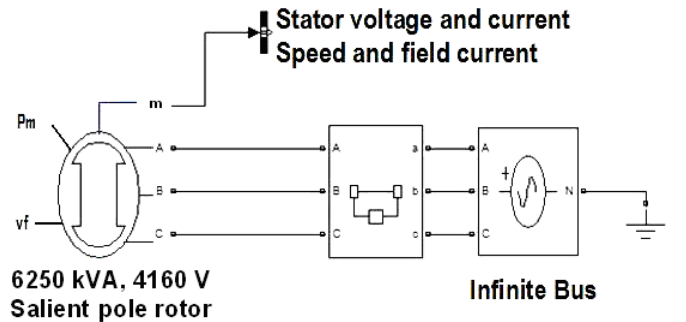 Stator voltage and current
Speed and field current
m
Pm
A A a A
B B b + B N
vf
C C c C
6250 kVA, 4160 V
Salient pole rotor
Infinite Bus